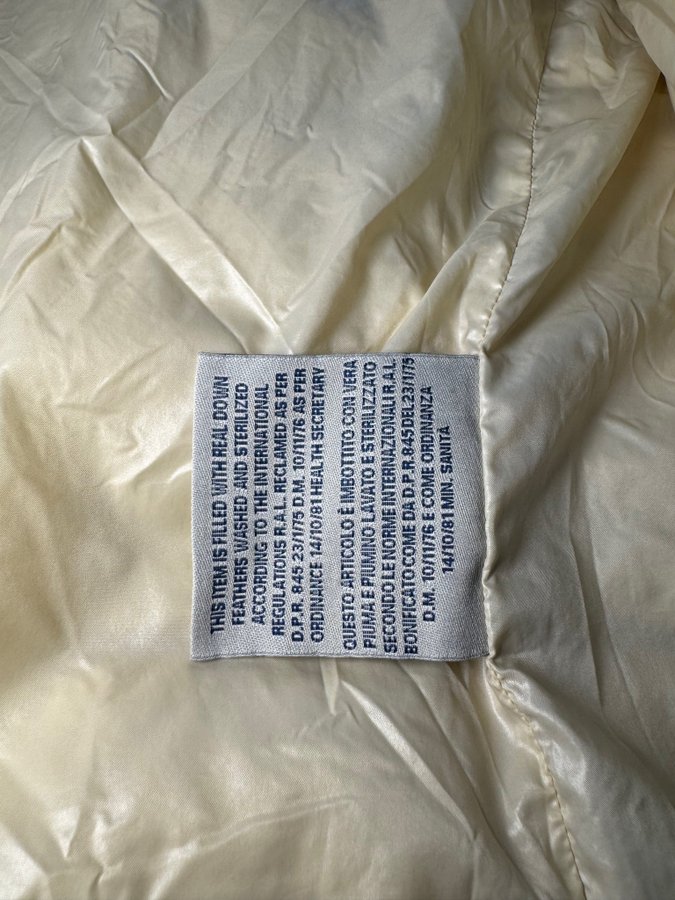 THIS ITEM IS FILLED WITH REAL DOWN
FEATHERS WASHED AND STERILIZED
ACCORDING TO THE INTERNATIONAL
REGULATIONS R.A.L. RECLAMED AS PER
D.P.R. 845 23/1/75 D.M. 10/11/76 AS PER
ORDINANCE 14/10/81 HEALTH SECRETARY
QUESTO ARTICOLO È IMBOTTITO CON VERA
PIUMA E PIUMINO LAVATO E STERILIZZATO
SECONDO LE NORME INTERNAZIONALI R.A.L.
BONIFICATO COME DA D.P.R. 845 DEL 23/1/75
D.M. 10/11/76 E COME ORDINANZA
14/10/81 MIN. SANITÀ